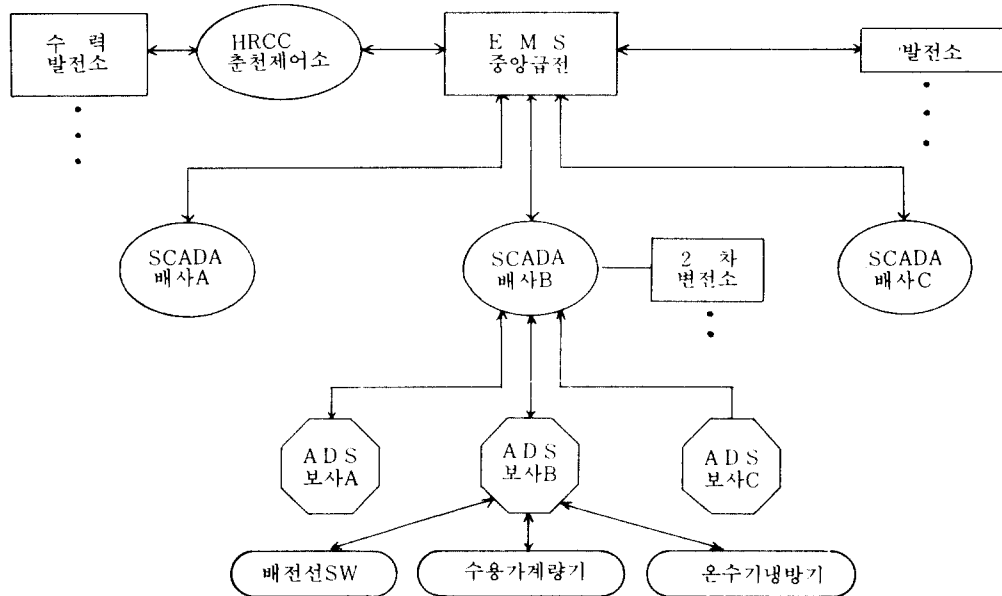 수 력
발전소
HRCC
춘천제어소
E M S
중앙급전
발전소
SCADA
배사A
SCADA
배사B
2 차
변전소
SCADA
배사C
A D S
보사A
A D S
보사B
A D S
보사C
배전선SW
수용가계량기
온수기냉방기